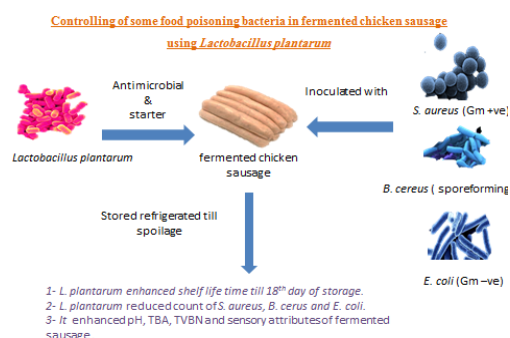 Controlling of some food poisoning bacteria in fermented chicken sausage
using Lactobacillus plantarum
Antimicrobial
&
starter
Lactobacillus plantarum
fermented chicken
sausage
Inoculated with
S. aureus (Gm +ve)
B. cereus ( sporeforming
E. coli (Gm –ve)
Stored refrigerated till
spoilage
1- L. plantarum enhanced shelf life time till 18th day of storage.
2- L. plantarum reduced count of S. aureus, B. cerus and E. coli.
3- It enhanced pH, TBA, TVBN and sensory attributes of fermented
sausage